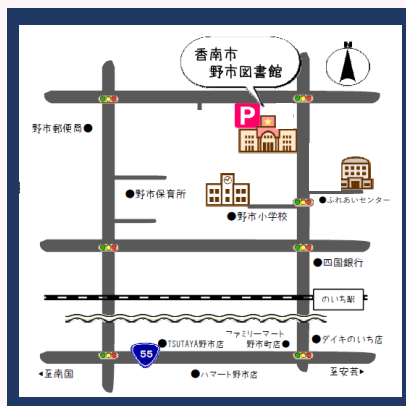 香南市
野市図書館
N
P
野市郵便局●
●野市保育所
●野市小学校
●ふれあいセンター
●四国銀行
のいち駅
ファミリーマート
野市町店●
●TSUTAYA野市店
●ダイキのいち店
55
◀至南国
●ハマート野市店
至安芸▶